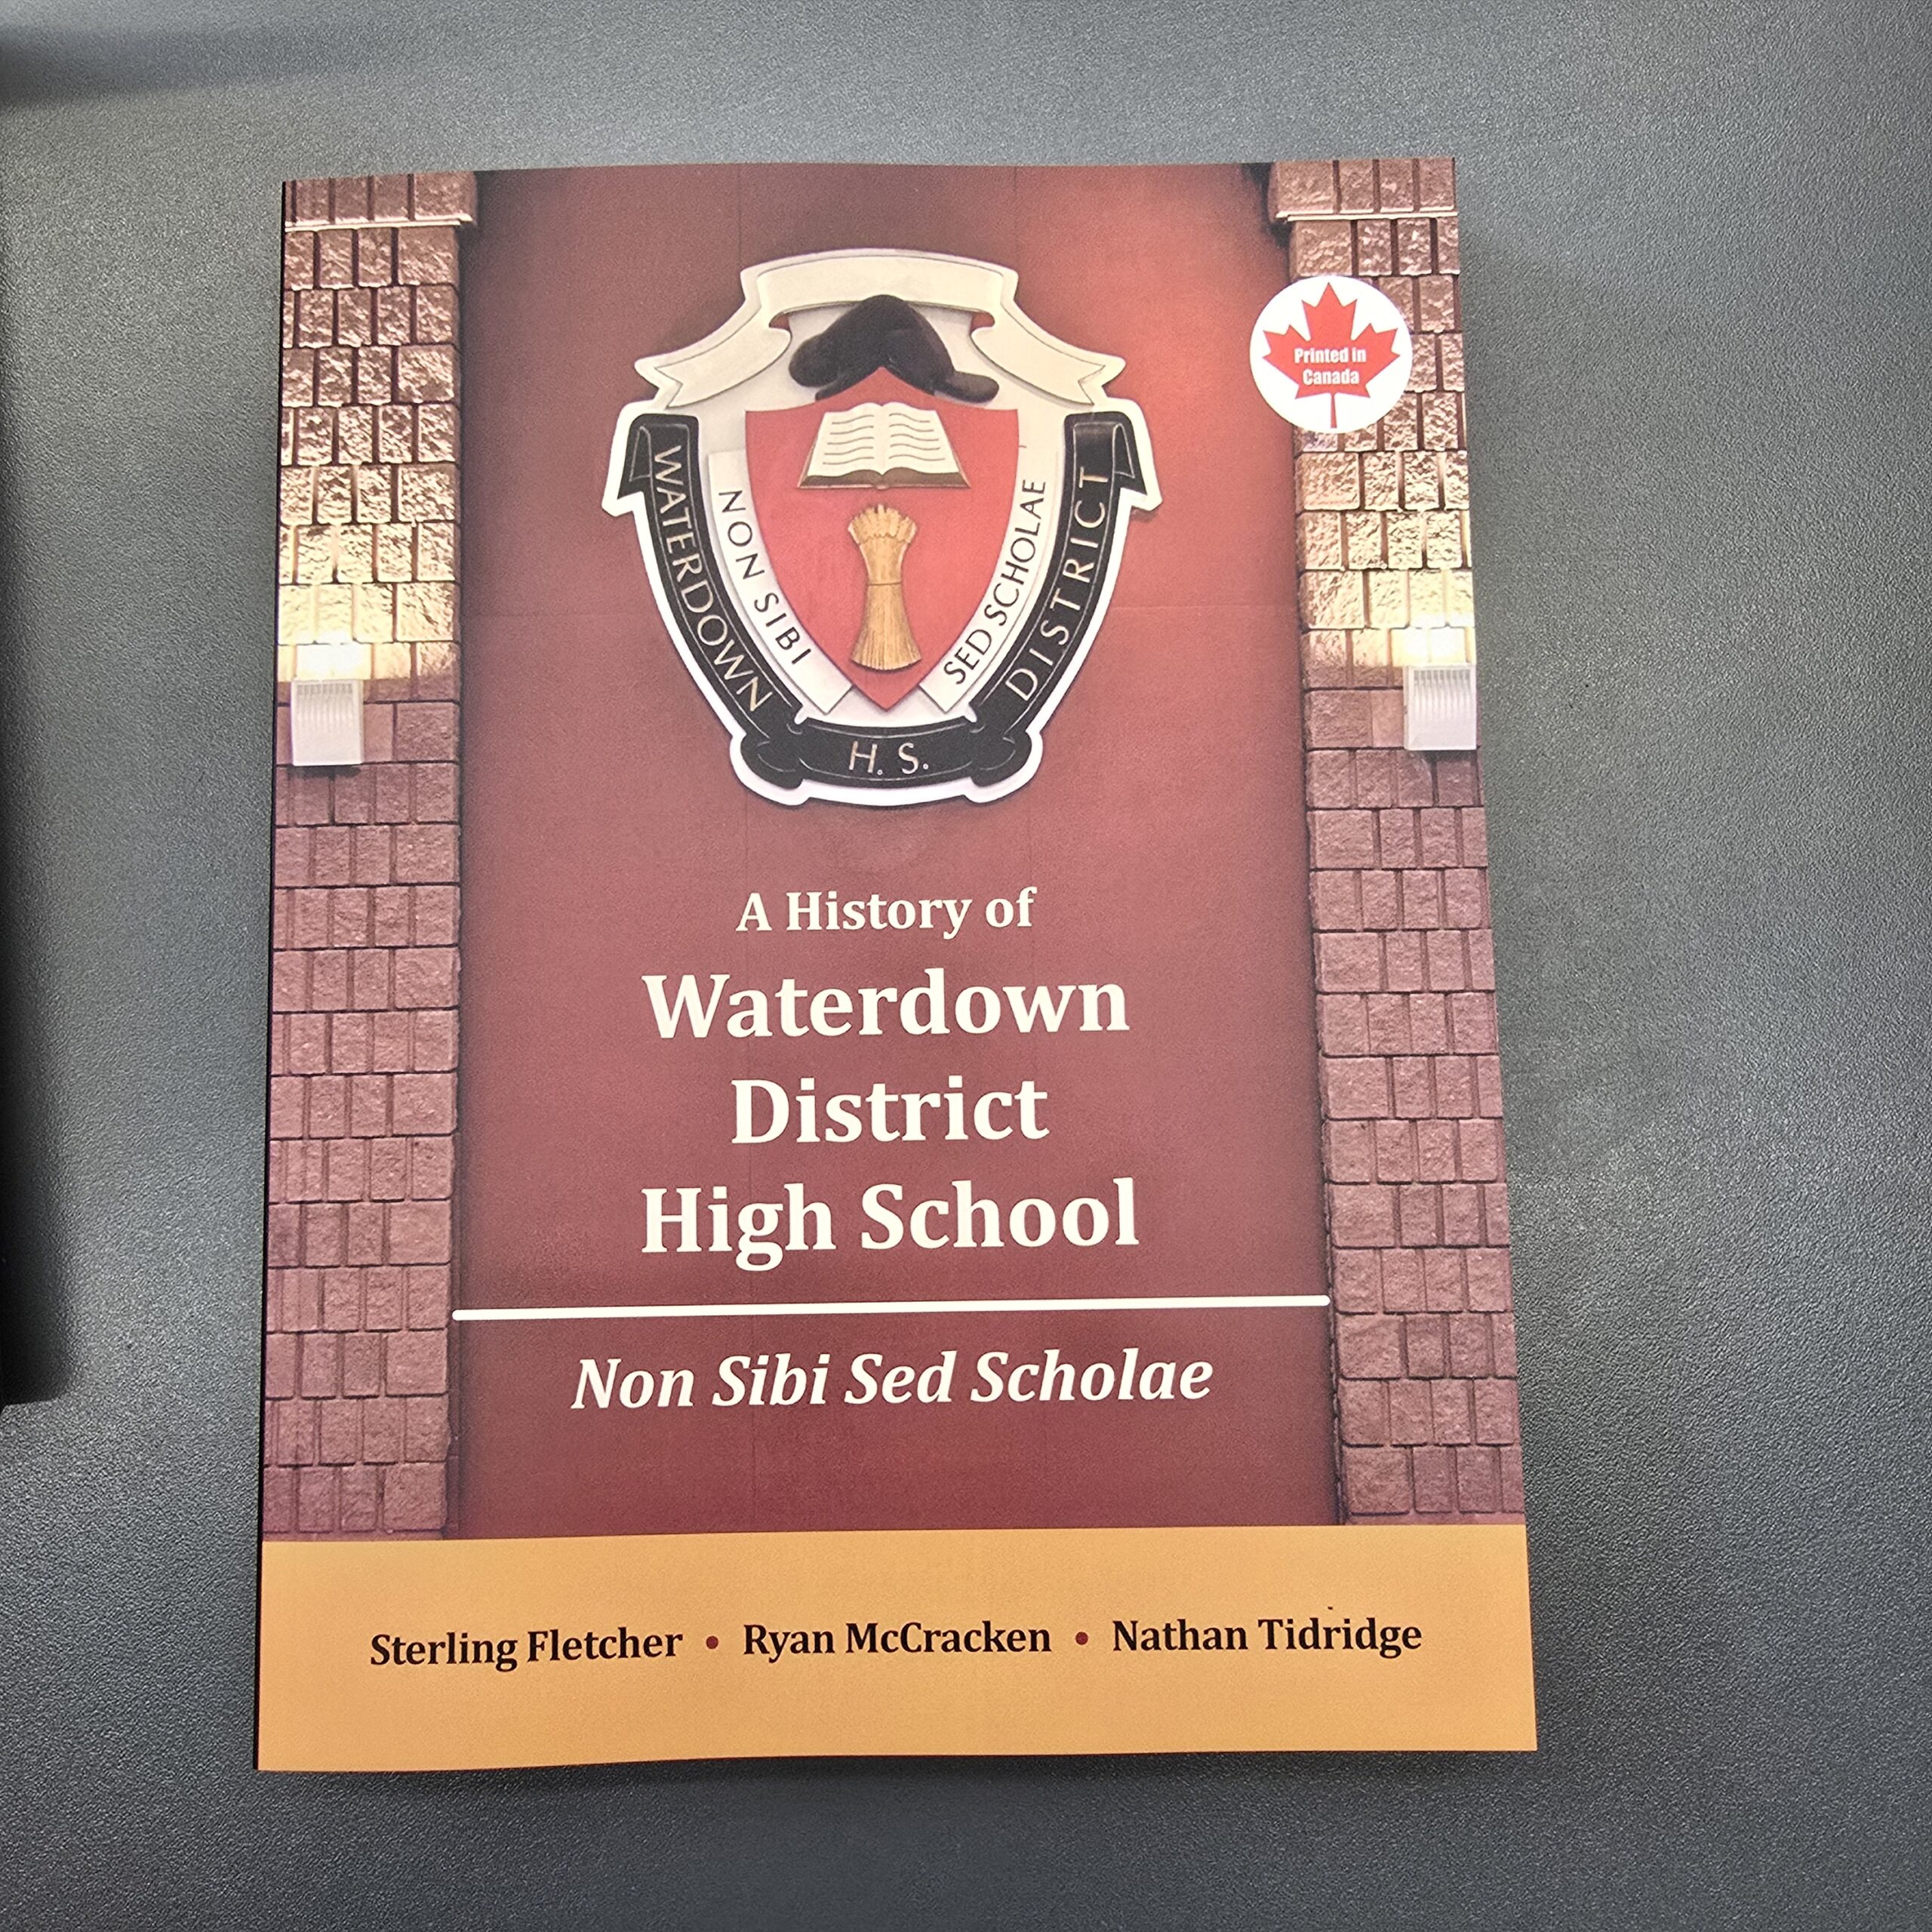 Printed in
Canada
WATERDOWN
DISTRICT
H. S.
NON SIBI
SED SCHOLAE
A History of
Waterdown
District
High School
Non Sibi Sed Scholae
Sterling Fletcher • Ryan McCracken • Nathan Tidridge